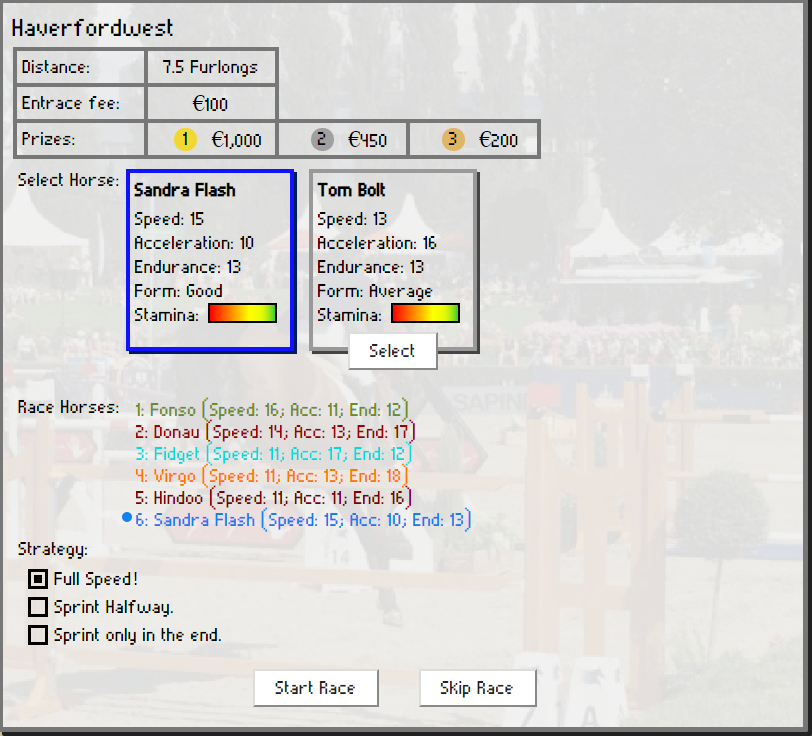 Haverfordwest
Distance: 7.5 Furlongs
Entrace fee: €100
Prizes: 1 €1,000 2 €450 3 €200
Select Horse:
Sandra Flash
Speed: 15
Acceleration: 10
Endurance: 13
Form: Good
Stamina:
Tom Bolt
Speed: 13
Acceleration: 16
Endurance: 13
Form: Average
Stamina:
Select
Race Horses:
1: Fonso (Speed: 16; Acc: 11; End: 12)
2: Donau (Speed: 14; Acc: 13; End: 17)
3: Fidget (Speed: 11; Acc: 17; End: 12)
4: Virgo (Speed: 11; Acc: 13; End: 18)
5: Hindoo (Speed: 11; Acc: 11; End: 16)
6: Sandra Flash (Speed: 15; Acc: 10; End: 13)
Strategy:
Full Speed!
Sprint Halfway.
Sprint only in the end.
Start Race
Skip Race
SAPIN
14
Z
A